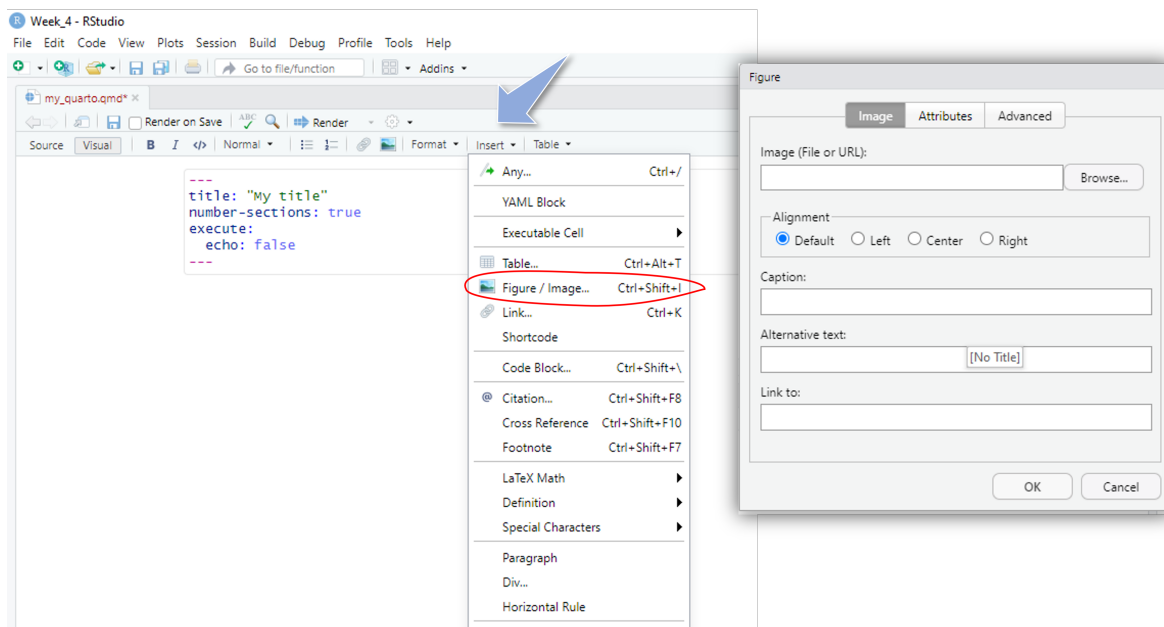 Week_4 - RStudio
File Edit Code View Plots Session Build Debug Profile Tools Help
Go to file/function Addins
my_quarto.qmd*
Render on Save ABC Render
Source Visual B I </> Normal Format Insert Table
---
title: "My title"
number-sections: true
execute:
echo: false
---
Any... Ctrl+/
YAML Block
Executable Cell
Table... Ctrl+Alt+T
Figure / Image... Ctrl+Shift+I
Link... Ctrl+K
Shortcode
Code Block... Ctrl+Shift+\
@ Citation... Ctrl+Shift+F8
Cross Reference Ctrl+Shift+F10
Footnote Ctrl+Shift+F7
LaTeX Math
Definition
Special Characters
Paragraph
Div...
Horizontal Rule
Figure
Image Attributes Advanced
Image (File or URL):
Browse...
Alignment
Default Left Center Right
Caption:
Alternative text:
[No Title]
Link to:
OK Cancel